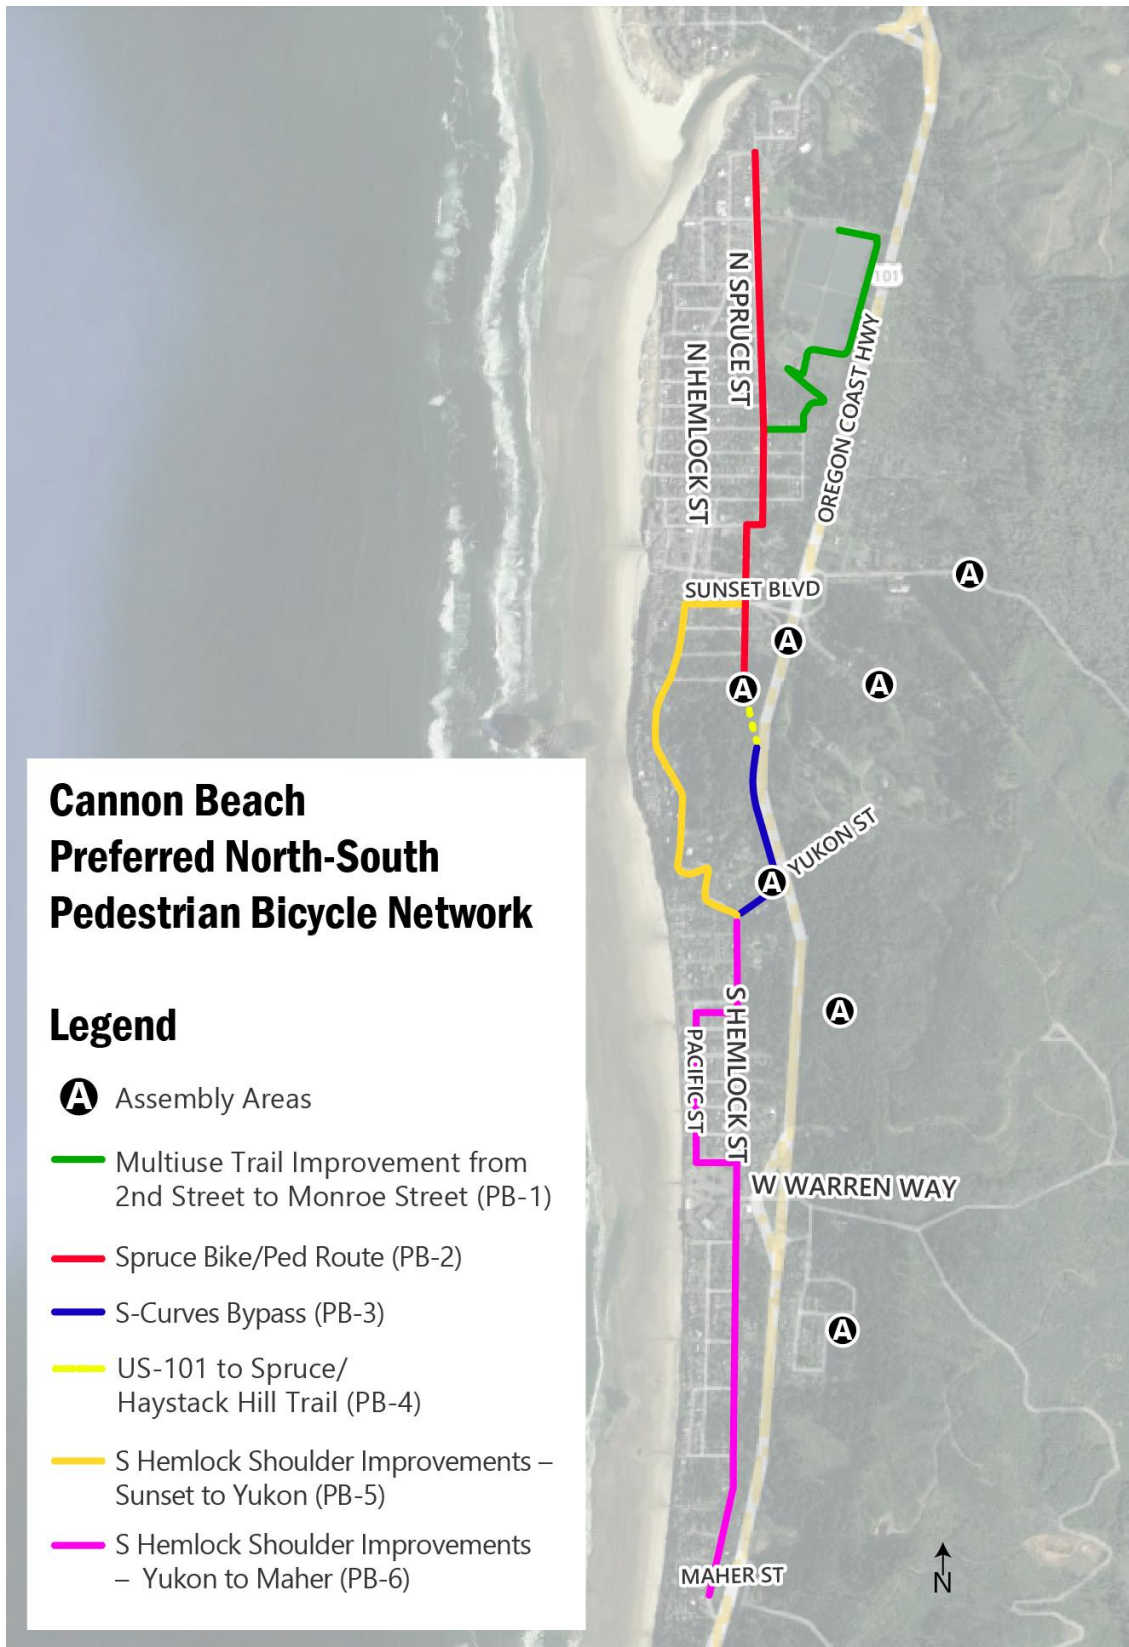 101
N SPRUCE ST
N HEMLOCK ST
OREGON COAST HWY
SUNSET BLVD
A
A
A
A
YUKON ST
A
A
S HEMLOCK ST
PACIFIC ST
W WARREN WAY
A
MAHER ST
N
Cannon Beach
Preferred North-South
Pedestrian Bicycle Network
Legend
A Assembly Areas
Multiuse Trail Improvement from
2nd Street to Monroe Street (PB-1)
Spruce Bike/Ped Route (PB-2)
S-Curves Bypass (PB-3)
US-101 to Spruce/
Haystack Hill Trail (PB-4)
S Hemlock Shoulder Improvements –
Sunset to Yukon (PB-5)
S Hemlock Shoulder Improvements
– Yukon to Maher (PB-6)